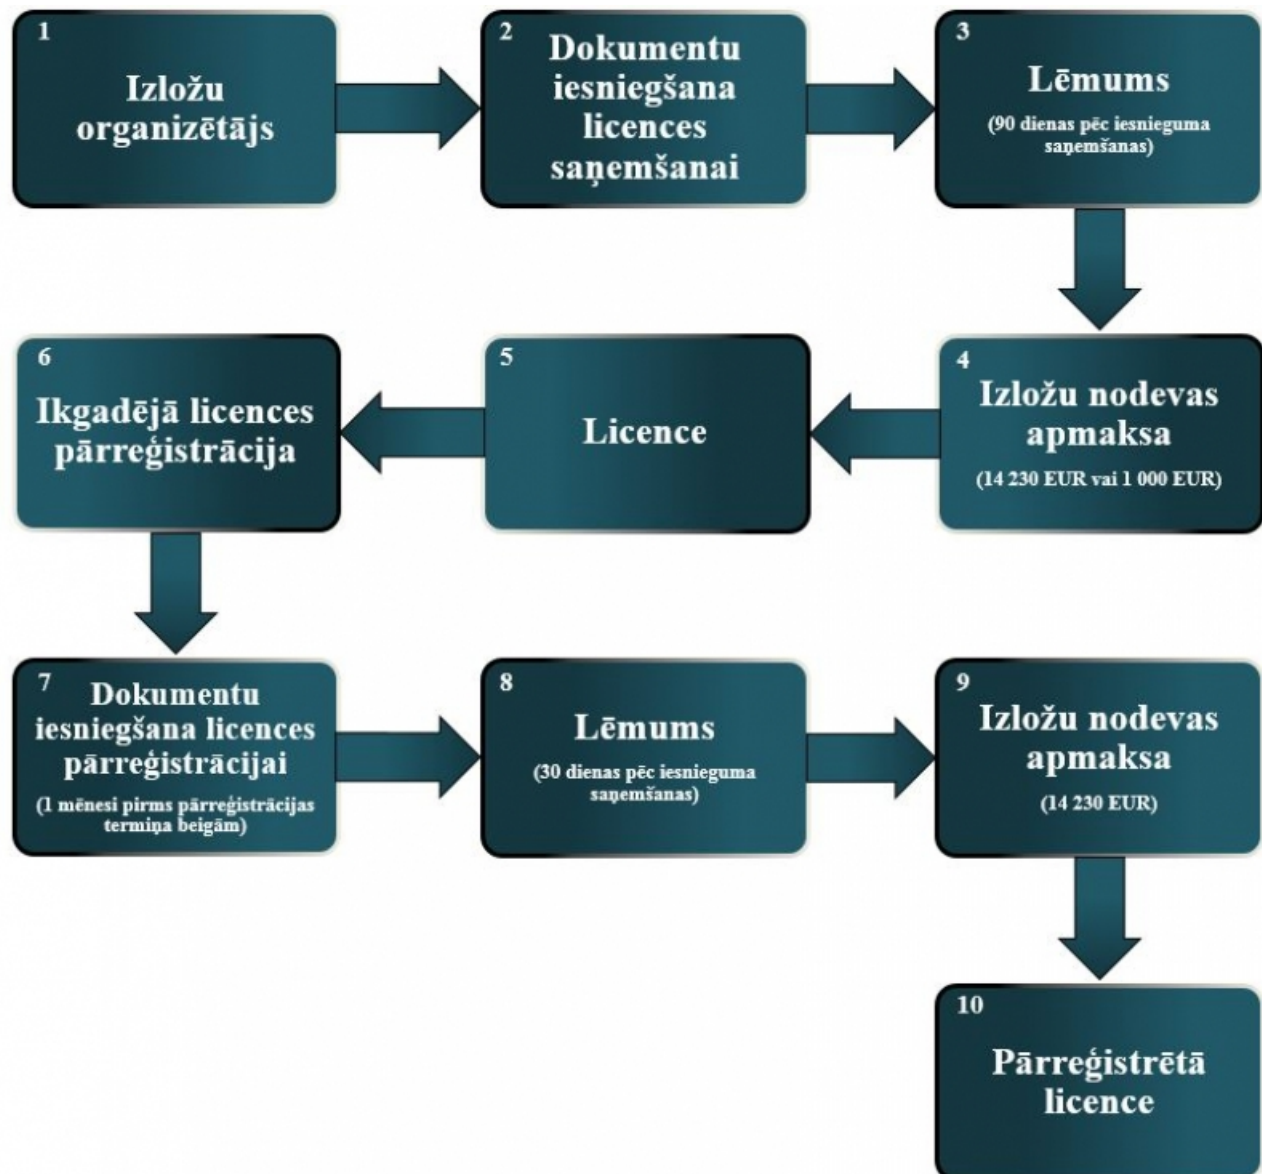 1
Izložu
organizētājs
2
Dokumentu
iesniegšana
licences
saņemšanai
3
Lēmums
(90 dienas pēc iesnieguma
saņemšanas)
4
Izložu nodevas
apmaksa
(14 230 EUR vai 1 000 EUR)
5
Licence
6
Ikgadējā licences
pārreģistrācija
7
Dokumentu
iesniegšana licences
pārreģistrācijai
(1 mēnesi pirms pārreģistrācijas
termiņa beigām)
8
Lēmums
(30 dienas pēc iesnieguma
saņemšanas)
9
Izložu nodevas
apmaksa
(14 230 EUR)
10
Pārreģistrētā
licence